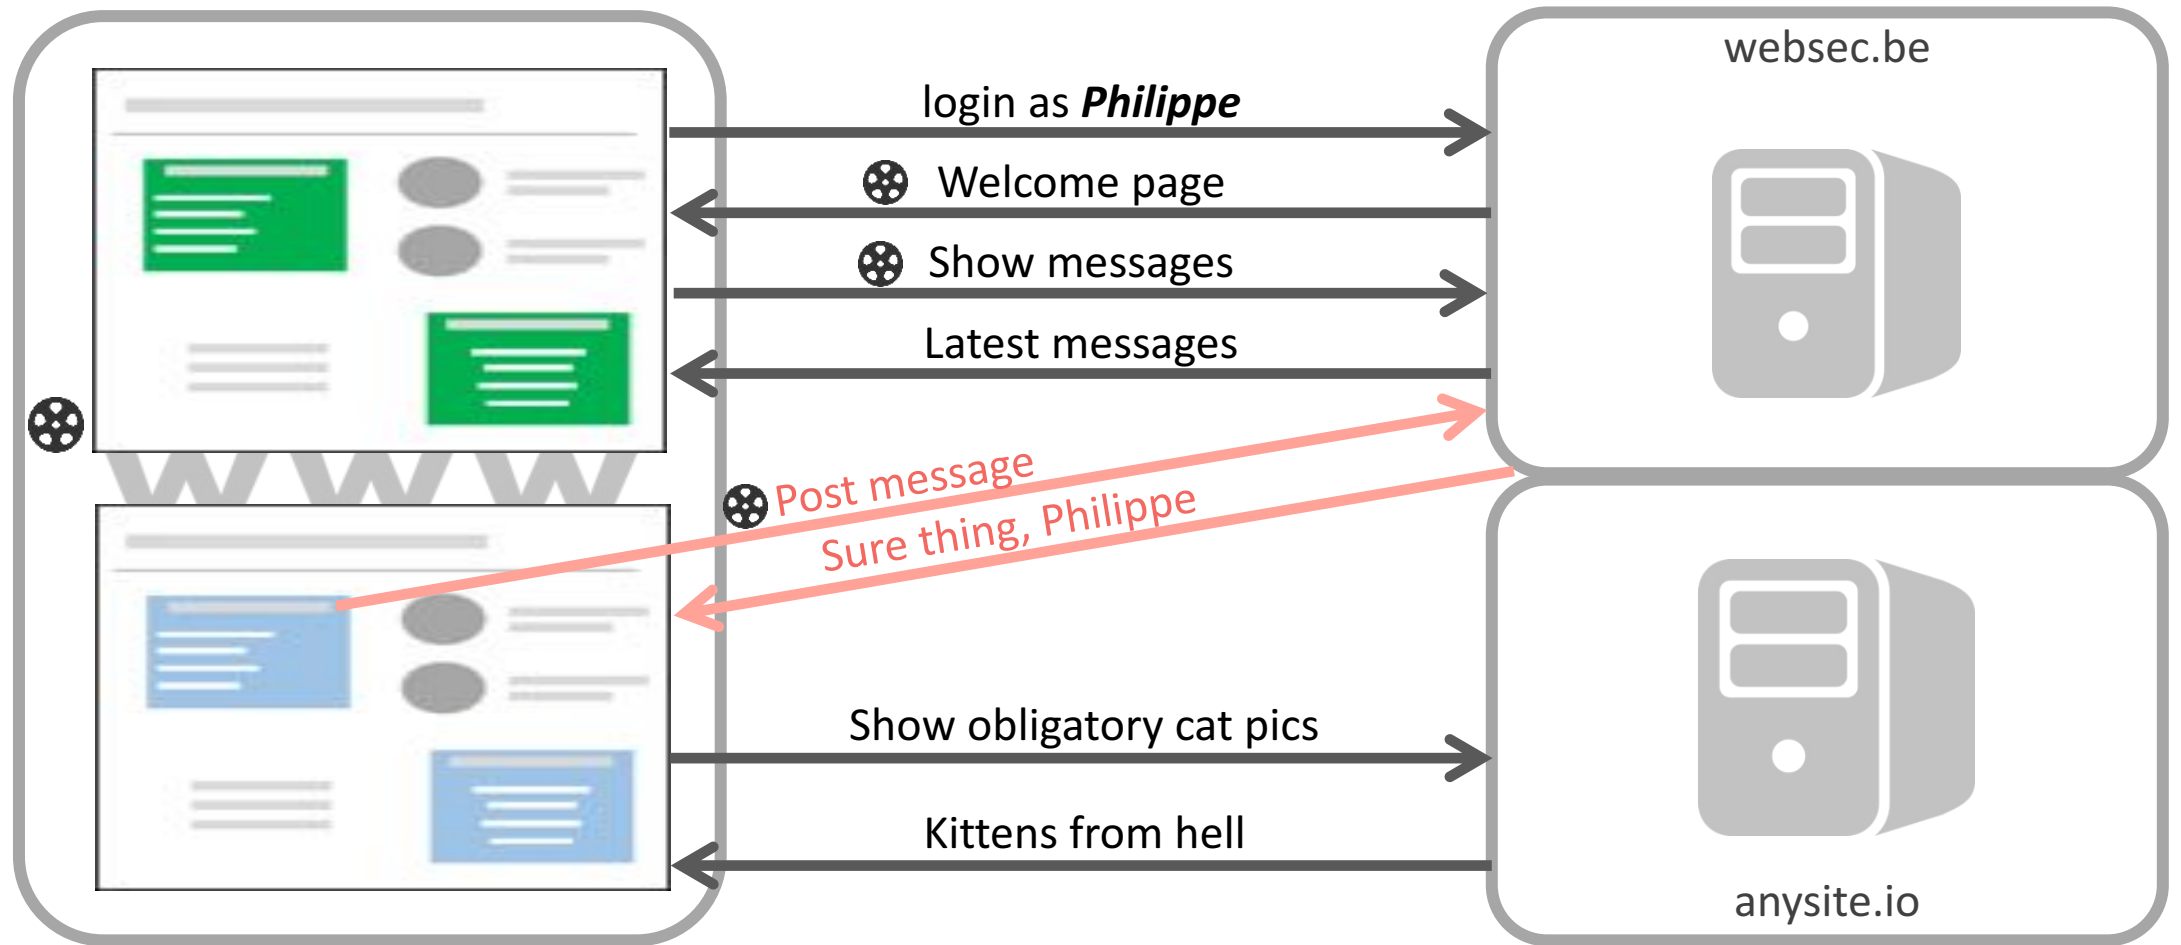 websec.be
login as Philippe
Welcome page
Show messages
Latest messages
WWW
Post message
Sure thing, Philippe
Show obligatory cat pics
Kittens from hell
anysite.io